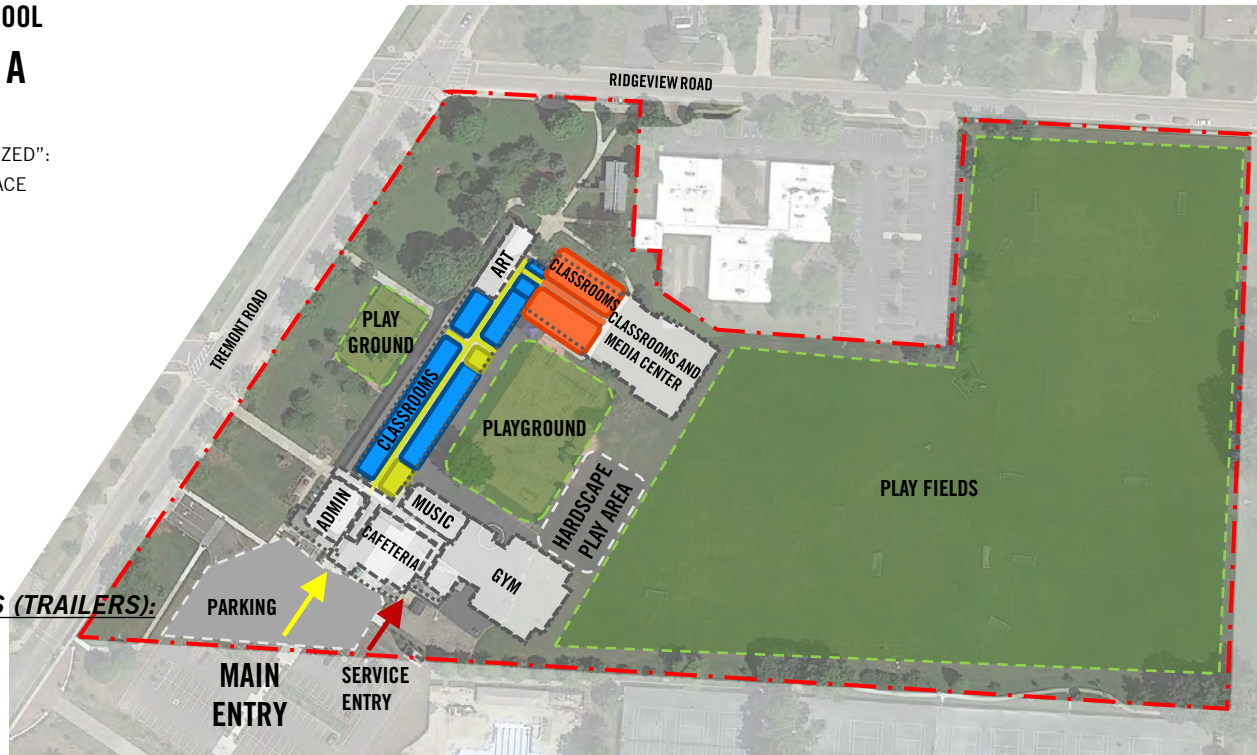 OOL
A
IZED":
ACE
RIDGEVIEW ROAD
TREMONT ROAD
ART
CLASSROOMS
CLASSROOMS AND
MEDIA CENTER
PLAY
GROUND
CLASSROOMS
PLAYGROUND
HARDSCAPE
PLAY AREA
PLAY FIELDS
ADMIN
MUSIC
CAFETERIA
GYM
S (TRAILERS):
PARKING
MAIN
ENTRY
SERVICE
ENTRY